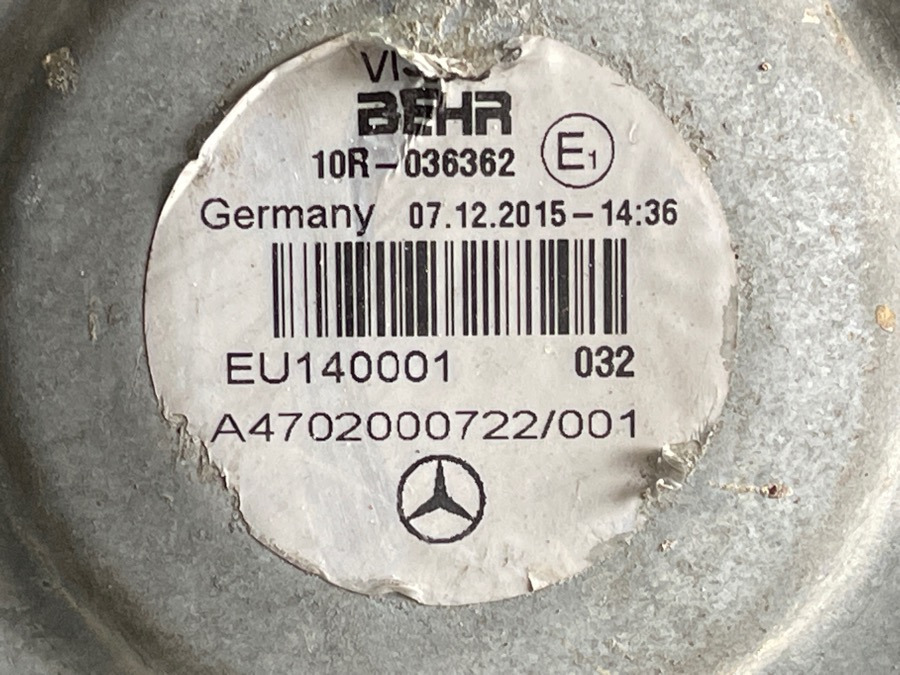 BEHR
10R-036362 E1
Germany 07.12.2015-14:36
EU140001 032
A4702000722/001